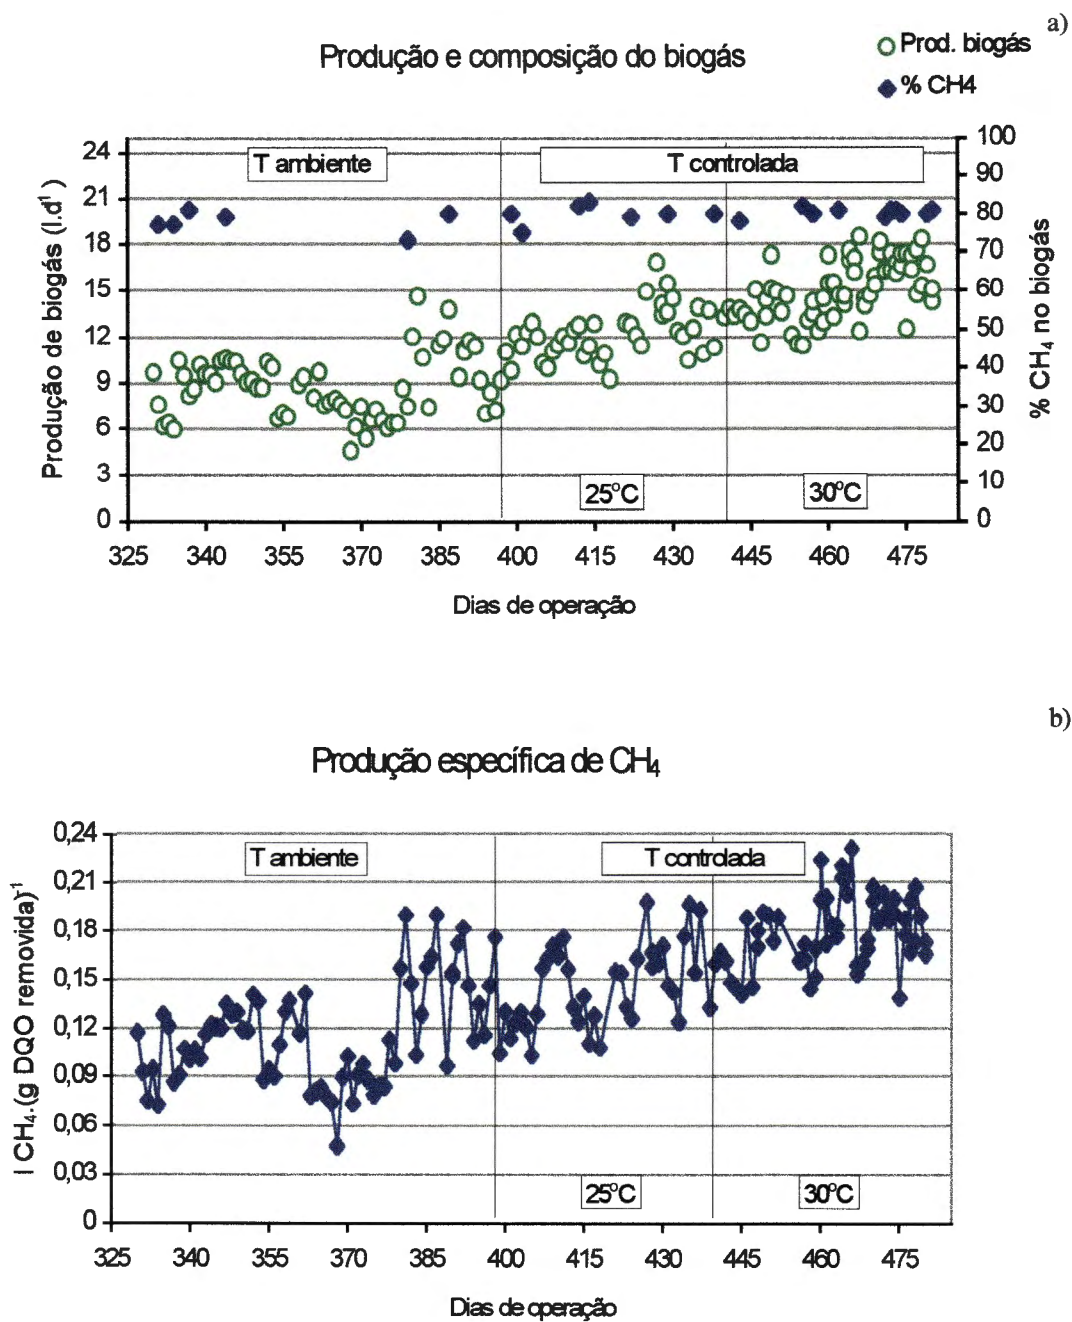 a)
Produção e composição do biogás
Prod. biogás
% CH4
T ambiente
T controlada
24
21
18
15
12
9
6
3
0
100
90
80
70
60
50
40
30
20
10
0
Produção de biogás (l.d⁻¹)
% CH₄ no biogás
25°C
30°C
325 340 355 370 385 400 415 430 445 460 475
Dias de operação
b)
Produção específica de CH₄
T ambiente
T controlada
0,24
0,21
0,18
0,15
0,12
0,09
0,06
0,03
0
l CH₄.(g DQO removida)⁻¹
25°C
30°C
325 340 355 370 385 400 415 430 445 460 475
Dias de operação